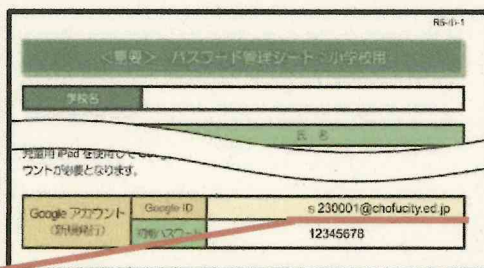 R5-小-1
<重要> パスワード管理シート：小学校用
学校名
氏 名
児童用 iPad を使用して
ウントが必要となります。
Google アカウント
(新規発行)
Google ID
s 230001@chofucity.ed.jp
初期パスワード
12345678